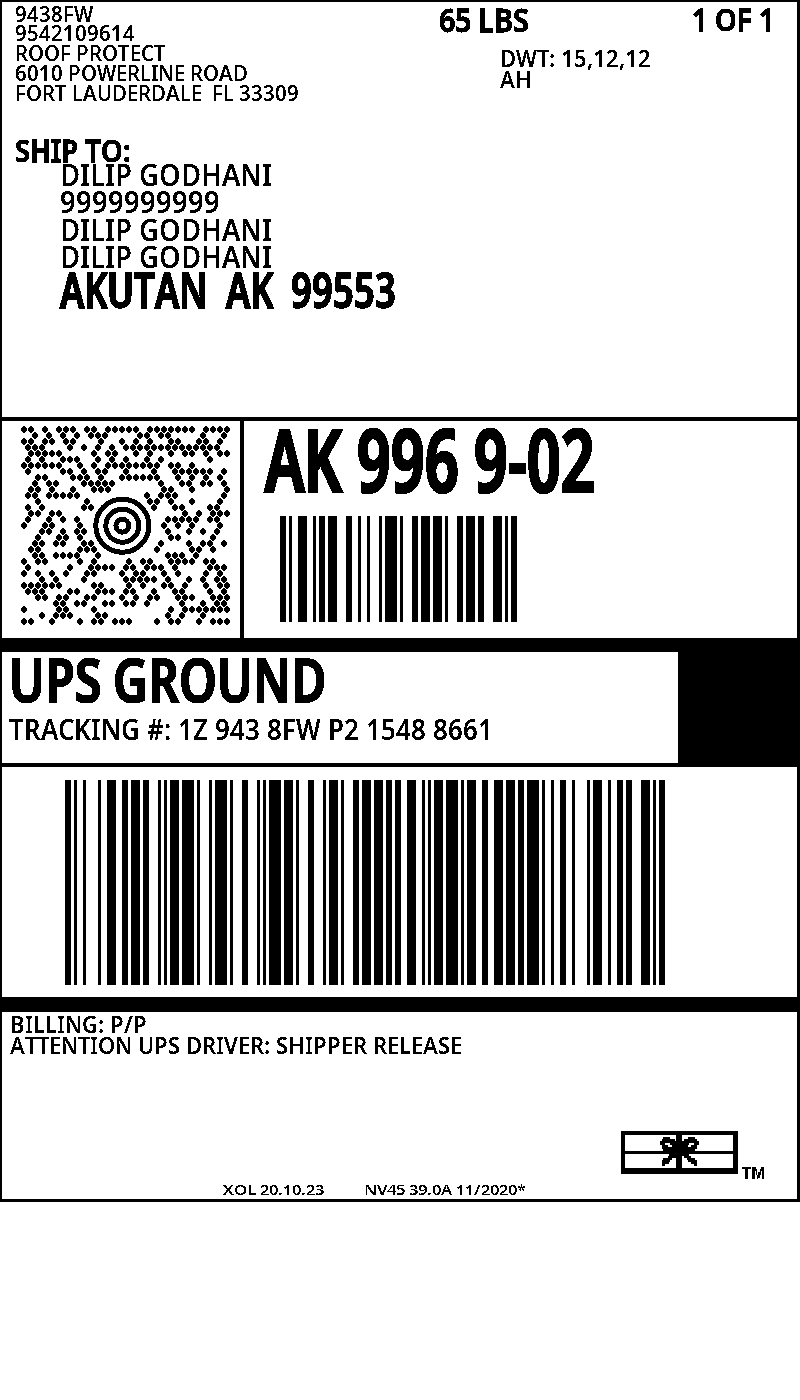 9438FW
9542109614
ROOF PROTECT
6010 POWERLINE ROAD
FORT LAUDERDALE  FL 33309
65 LBS
1 OF 1
DWT: 15,12,12
AH
SHIP TO:
DILIP GODHANI
9999999999
DILIP GODHANI
DILIP GODHANI
AKUTAN  AK  99553
AK 996 9-02
UPS GROUND
TRACKING #: 1Z 943 8FW P2 1548 8661
BILLING: P/P
ATTENTION UPS DRIVER: SHIPPER RELEASE
TM
XOL 20.10.23
NV45 39.0A 11/2020*